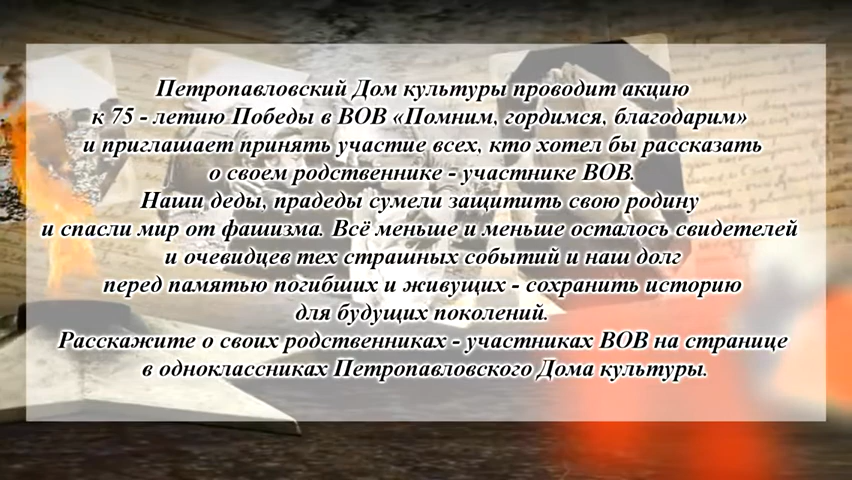 Петропавловский Дом культуры проводит акцию
к 75 - летию Победы в ВОВ «Помним, гордимся, благодарим»
и приглашает принять участие всех, кто хотел бы рассказать
о своем родственнике - участнике ВОВ.
Наши деды, прадеды сумели защитить свою родину
и спасли мир от фашизма. Всё меньше и меньше осталось свидетелей
и очевидцев тех страшных событий и наш долг
перед памятью погибших и живущих - сохранить историю
для будущих поколений.
Расскажите о своих родственниках - участниках ВОВ на странице
в одноклассниках Петропавловского Дома культуры.